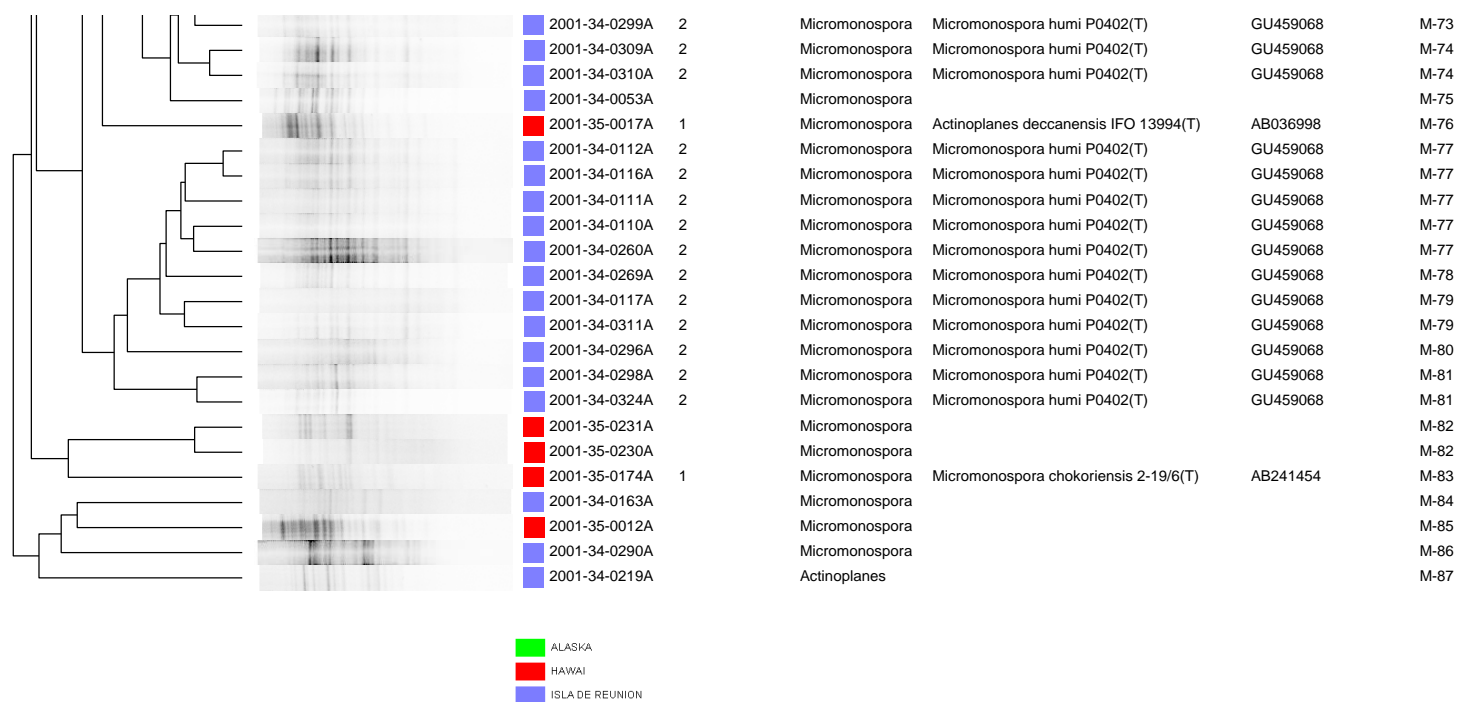 2001-34-0299A 2 Micromonospora Micromonospora humi P0402(T) GU459068 M-73
2001-34-0309A 2 Micromonospora Micromonospora humi P0402(T) GU459068 M-74
2001-34-0310A 2 Micromonospora Micromonospora humi P0402(T) GU459068 M-74
2001-34-0053A Micromonospora M-75
2001-35-0017A 1 Micromonospora Actinoplanes deccanensis IFO 13994(T) AB036998 M-76
2001-34-0112A 2 Micromonospora Micromonospora humi P0402(T) GU459068 M-77
2001-34-0116A 2 Micromonospora Micromonospora humi P0402(T) GU459068 M-77
2001-34-0111A 2 Micromonospora Micromonospora humi P0402(T) GU459068 M-77
2001-34-0110A 2 Micromonospora Micromonospora humi P0402(T) GU459068 M-77
2001-34-0260A 2 Micromonospora Micromonospora humi P0402(T) GU459068 M-77
2001-34-0269A 2 Micromonospora Micromonospora humi P0402(T) GU459068 M-78
2001-34-0117A 2 Micromonospora Micromonospora humi P0402(T) GU459068 M-79
2001-34-0311A 2 Micromonospora Micromonospora humi P0402(T) GU459068 M-79
2001-34-0296A 2 Micromonospora Micromonospora humi P0402(T) GU459068 M-80
2001-34-0298A 2 Micromonospora Micromonospora humi P0402(T) GU459068 M-81
2001-34-0324A 2 Micromonospora Micromonospora humi P0402(T) GU459068 M-81
2001-35-0231A Micromonospora M-82
2001-35-0230A Micromonospora M-82
2001-35-0174A 1 Micromonospora Micromonospora chokoriensis 2-19/6(T) AB241454 M-83
2001-34-0163A Micromonospora M-84
2001-35-0012A Micromonospora M-85
2001-34-0290A Micromonospora M-86
2001-34-0219A Actinoplanes M-87
ALASKA
HAWAI
ISLA DE REUNION